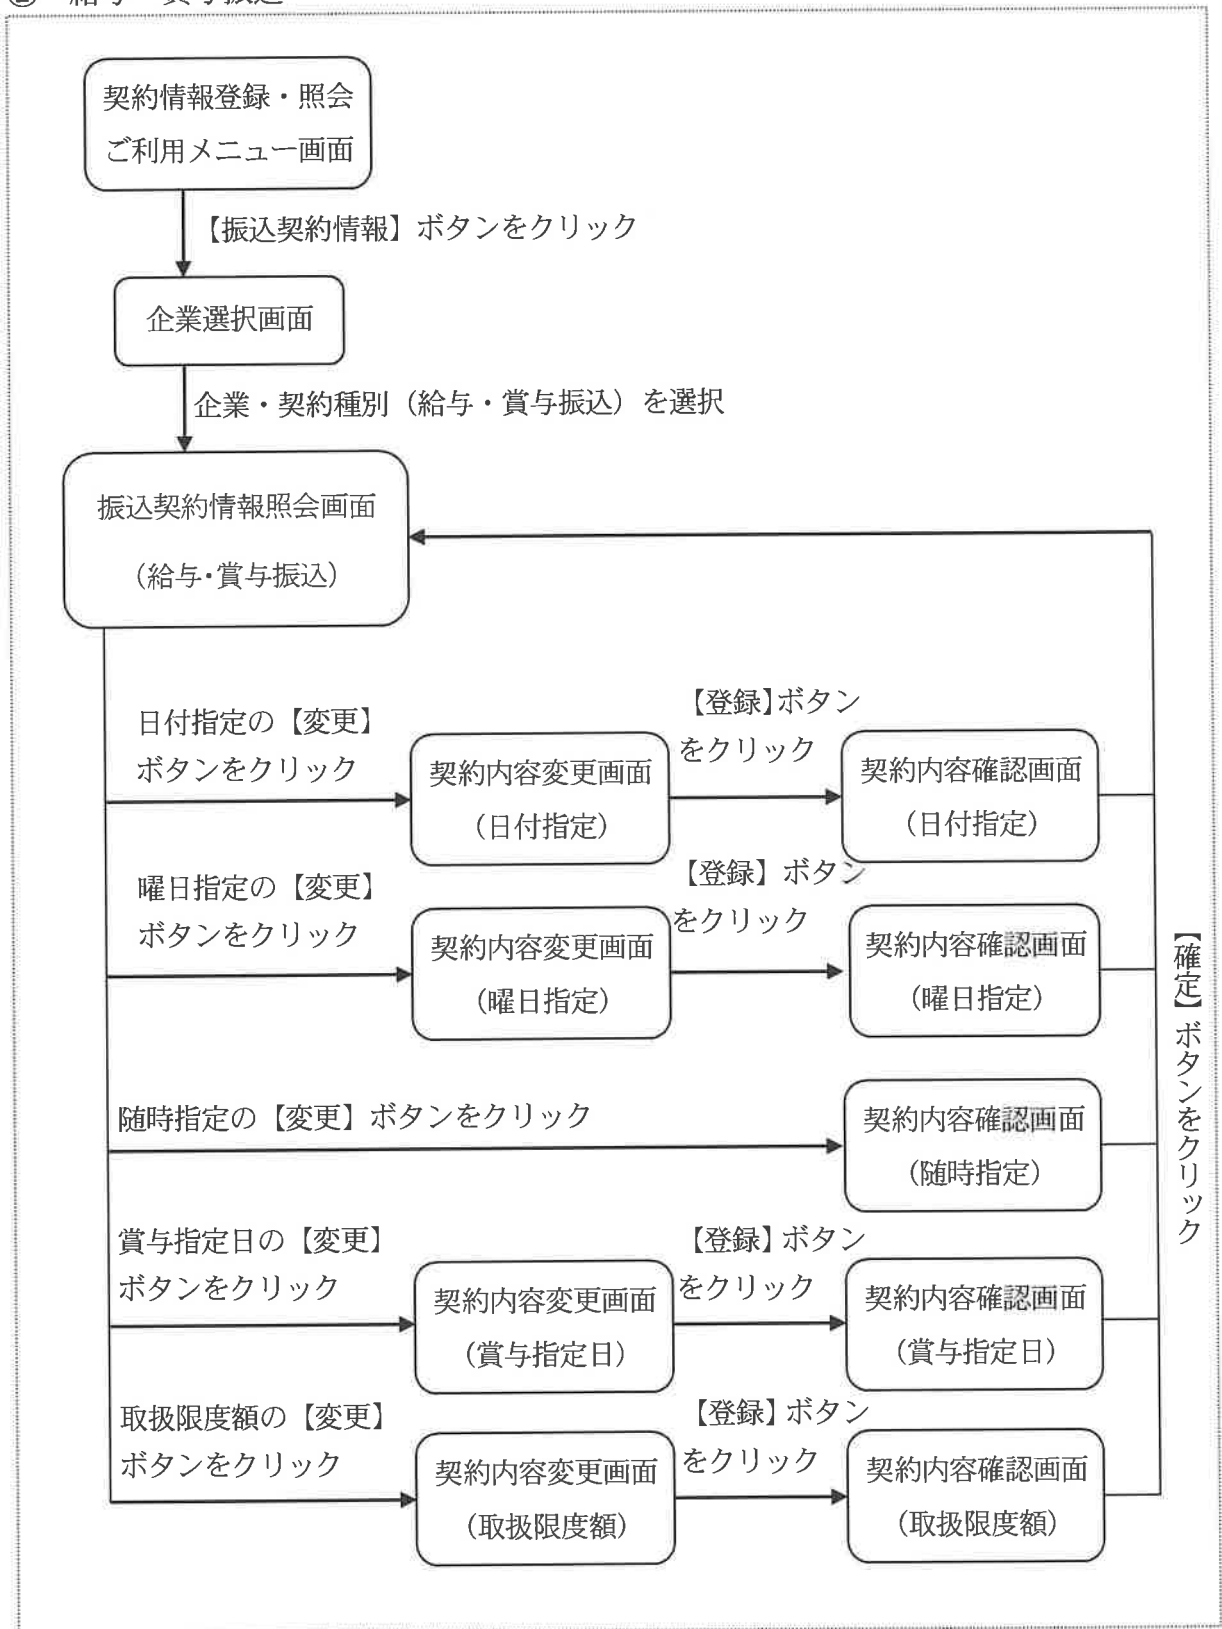 契約情報登録・照会
ご利用メニュー画面
【振込契約情報】ボタンをクリック
企業選択画面
企業・契約種別（給与・賞与振込）を選択
振込契約情報照会画面
（給与・賞与振込）
日付指定の【変更】
ボタンをクリック
契約内容変更画面
（日付指定）
【登録】ボタン
をクリック
契約内容確認画面
（日付指定）
曜日指定の【変更】
ボタンをクリック
契約内容変更画面
（曜日指定）
【登録】ボタン
をクリック
契約内容確認画面
（曜日指定）
随時指定の【変更】ボタンをクリック
契約内容確認画面
（随時指定）
賞与指定日の【変更】
ボタンをクリック
契約内容変更画面
（賞与指定日）
【登録】ボタン
をクリック
契約内容確認画面
（賞与指定日）
取扱限度額の【変更】
ボタンをクリック
契約内容変更画面
（取扱限度額）
【登録】ボタン
をクリック
契約内容確認画面
（取扱限度額）
【確定】ボタンをクリック